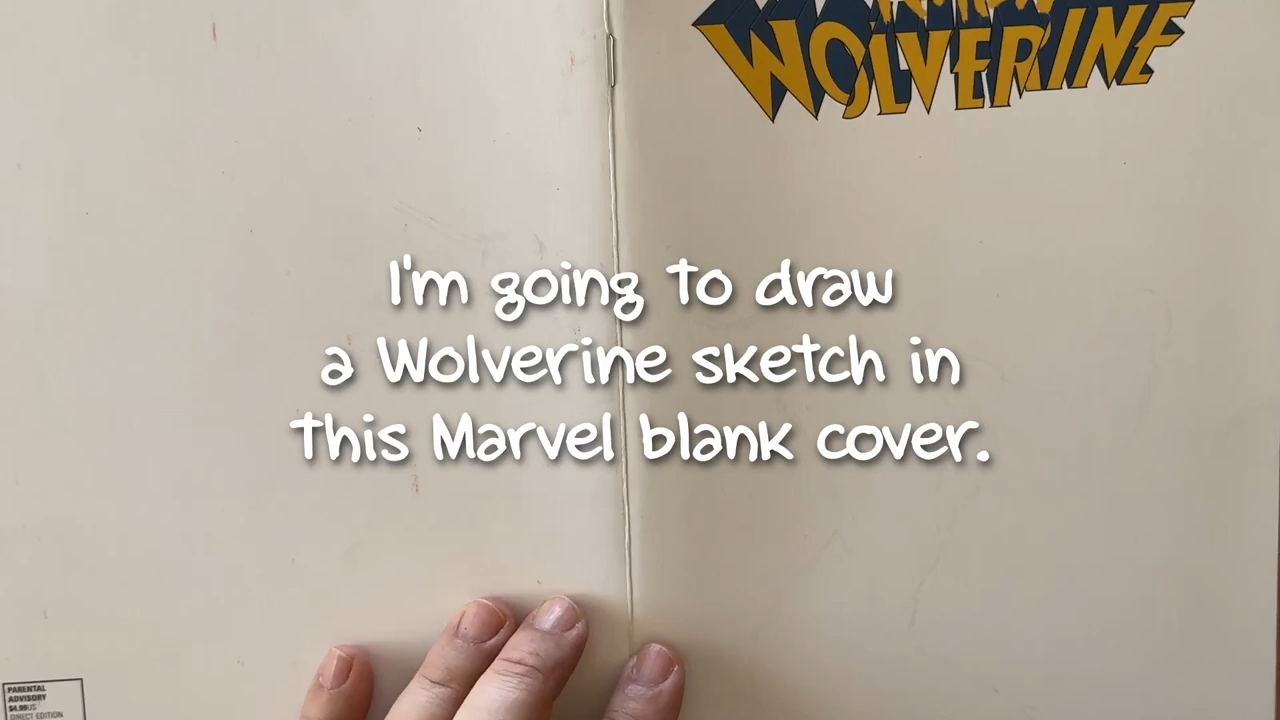 WOLVERINE
I'm going to draw
a Wolverine sketch in
this Marvel blank cover.
PARENTAL
ADVISORY
$4.99US
DIRECT EDITION